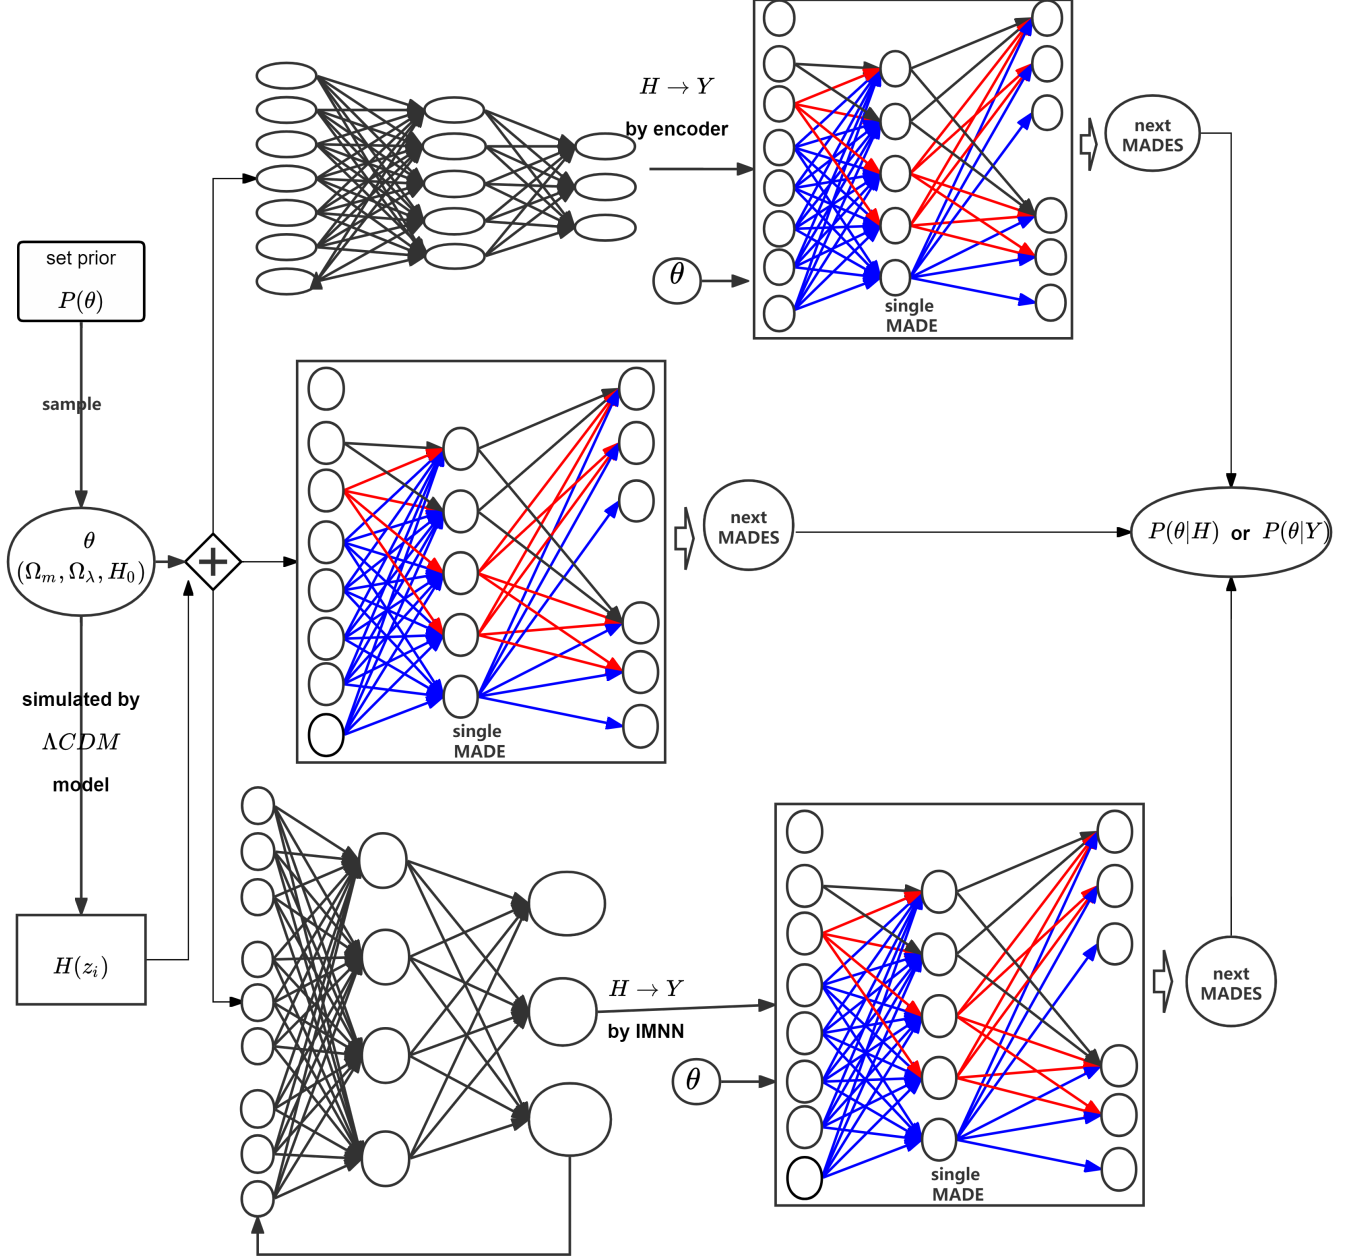 H → Y
by encoder
next
MADES
set prior
P(θ)
θ
single
MADE
sample
next
MADES
θ
(Ωm, Ωλ, H0)
P(θ|H) or P(θ|Y)
simulated by
ΛCDM
model
single
MADE
H(zi)
H → Y
by IMNN
next
MADES
θ
single
MADE